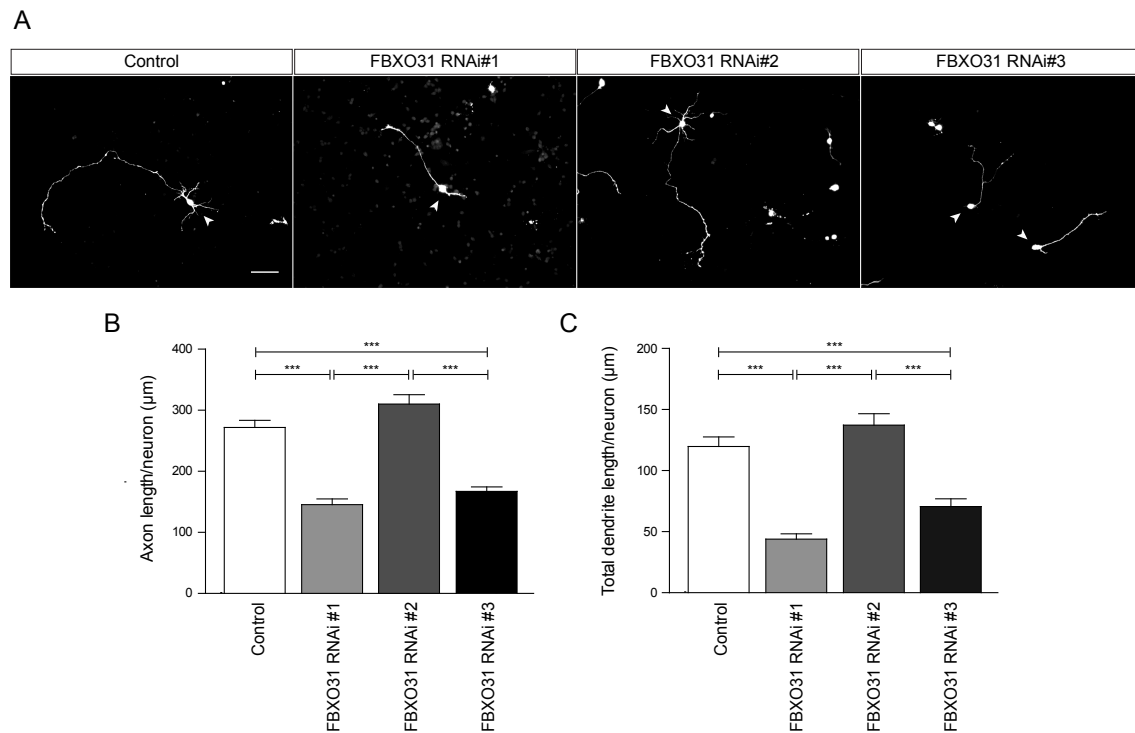 A
Control
FBXO31 RNAi#1
FBXO31 RNAi#2
FBXO31 RNAi#3
B
Axon length/neuron (µm)
400
300
200
100
0
***
*** *** ***
Control
FBXO31 RNAi #1
FBXO31 RNAi #2
FBXO31 RNAi #3
C
Total dendrite length/neuron (µm)
200
150
100
50
0
***
*** *** ***
Control
FBXO31 RNAi #1
FBXO31 RNAi #2
FBXO31 RNAi #3